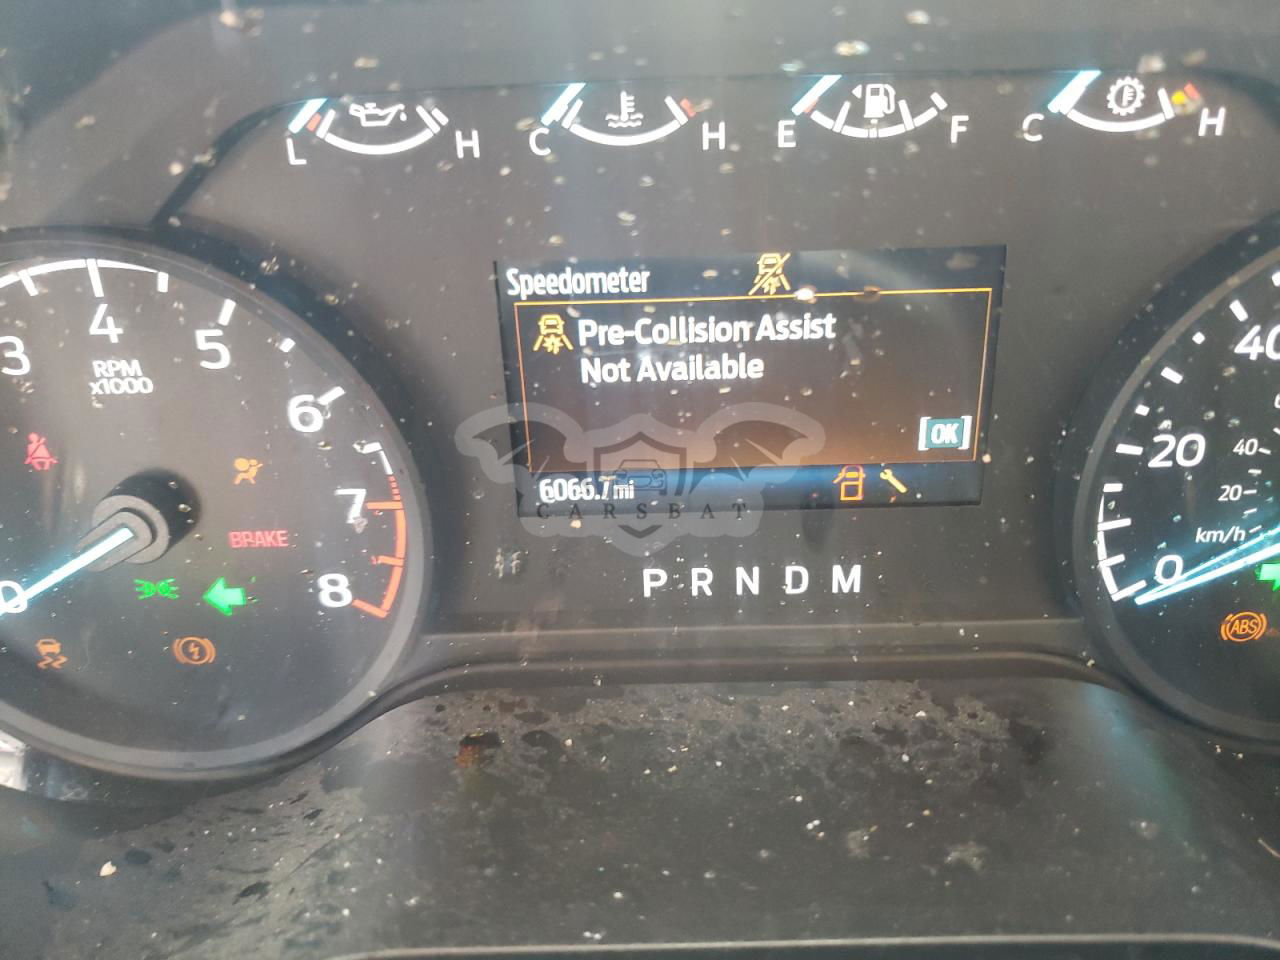 L H C H E F C H
Speedometer
Pre-Collision Assist
Not Available
OK
6066.7 mi
CARSBAT
P R N D M
3 4 5 6 7 8 0
RPM
x1000
BRAKE
40
20
0
40
20
km/h
ABS